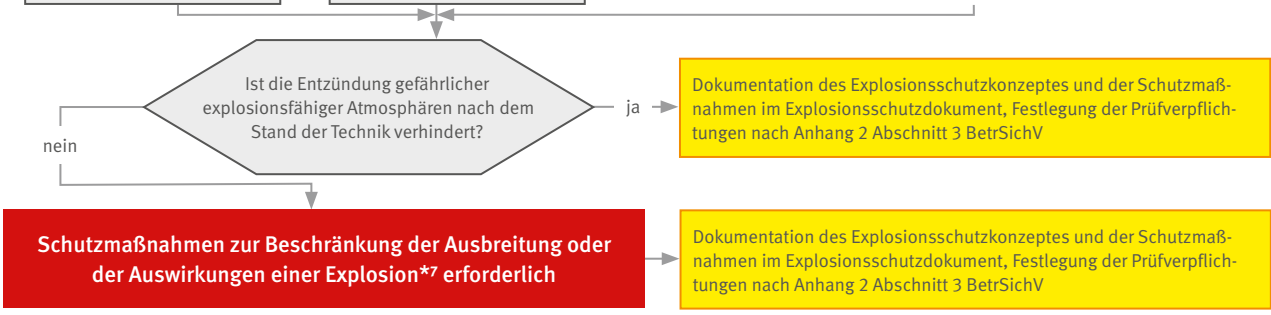 Ist die Entzündung gefährlicher
explosionsfähiger Atmosphären nach dem
Stand der Technik verhindert?
ja
Dokumentation des Explosionsschutzkonzeptes und der Schutzmaß-
nahmen im Explosionsschutzdokument, Festlegung der Prüfverpflich-
tungen nach Anhang 2 Abschnitt 3 BetrSichV
nein
Schutzmaßnahmen zur Beschränkung der Ausbreitung oder
der Auswirkungen einer Explosion*⁷ erforderlich
Dokumentation des Explosionsschutzkonzeptes und der Schutzmaß-
nahmen im Explosionsschutzdokument, Festlegung der Prüfverpflich-
tungen nach Anhang 2 Abschnitt 3 BetrSichV